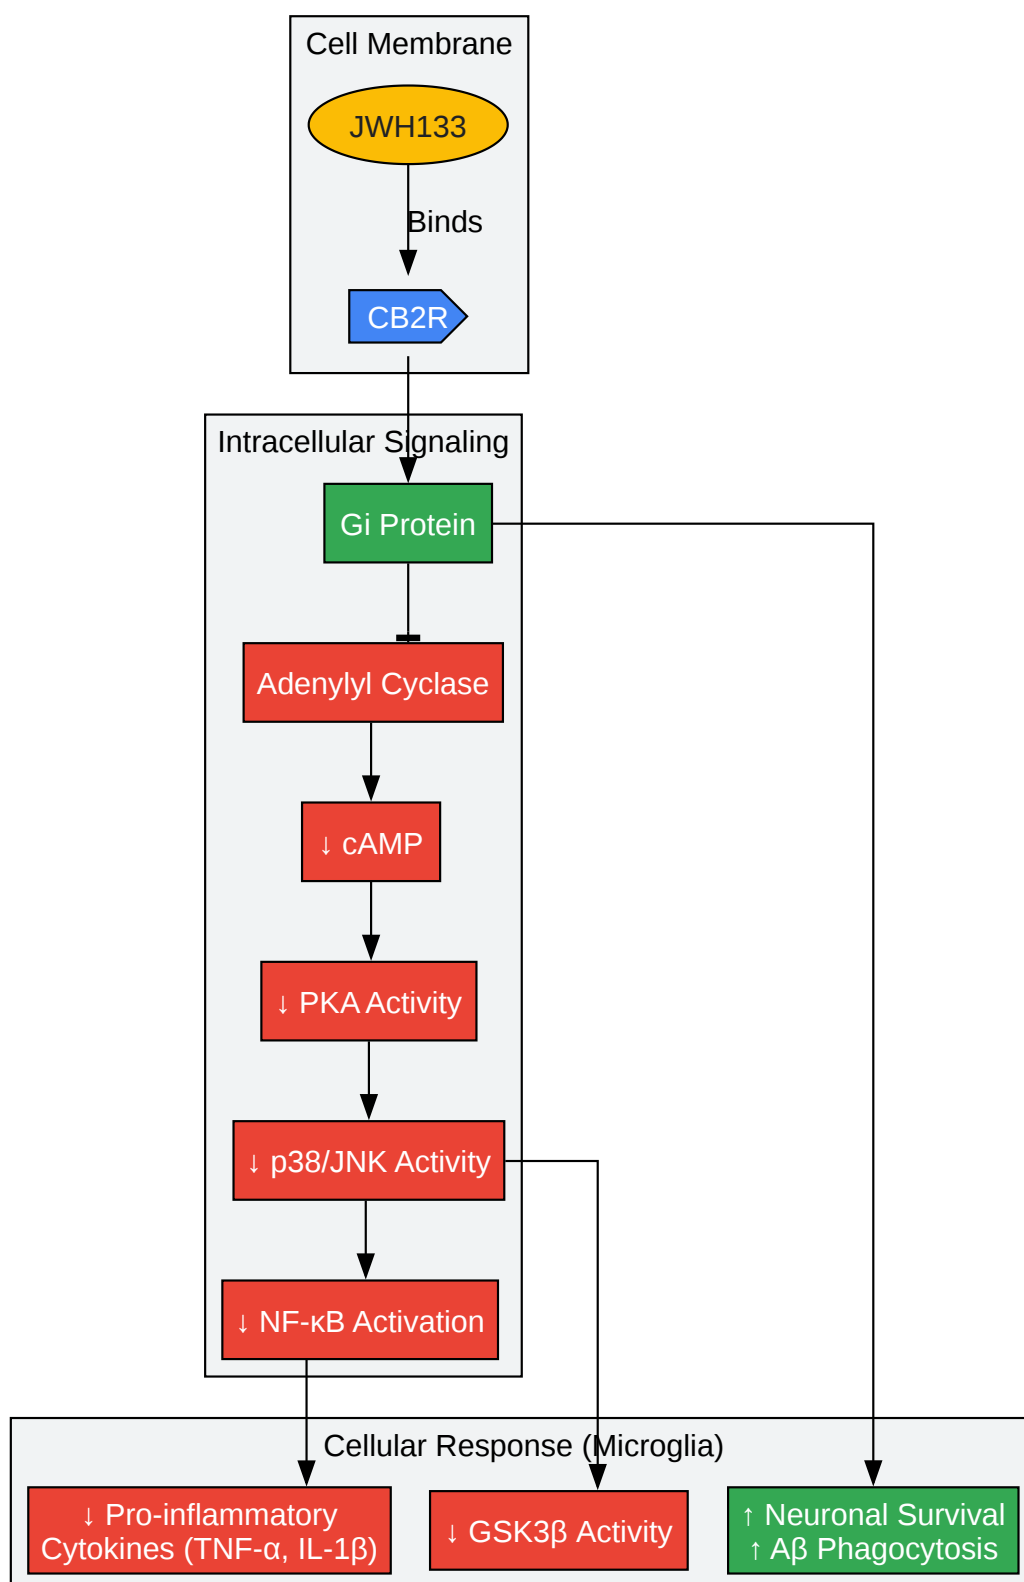 Cell Membrane
JWH133
Binds
CB2R
Intracellular Signaling
Gi Protein
Adenylyl Cyclase
↓ cAMP
↓ PKA Activity
↓ p38/JNK Activity
↓ NF-κB Activation
Cellular Response (Microglia)
↓ Pro-inflammatory
Cytokines (TNF-α, IL-1β)
↓ GSK3β Activity
↑ Neuronal Survival
↑ Aβ Phagocytosis